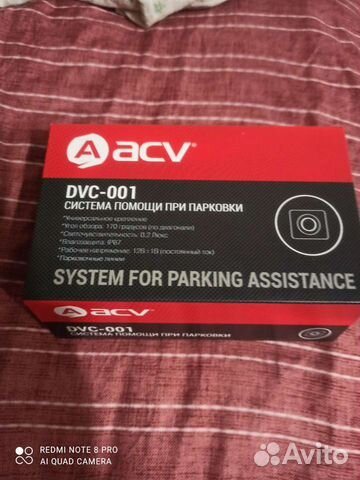 acv
DVC-001
СИСТЕМА ПОМОЩИ ПРИ ПАРКОВКИ
*Универсальное крепление
*Угол обзора: 170 градусов (по диагонали)
*Светочувствительность: 0,2 Люкс.
*Влагозащита: IP67
*Рабочее напряжение: 12В±1В (постоянный ток)
*Парковочные линии
SYSTEM FOR PARKING ASSISTANCE
acv
DVC-001
СИСТЕМА ПОМОЩИ ПРИ ПАРКОВКИ
REDMI NOTE 8 PRO
AI QUAD CAMERA
Avito